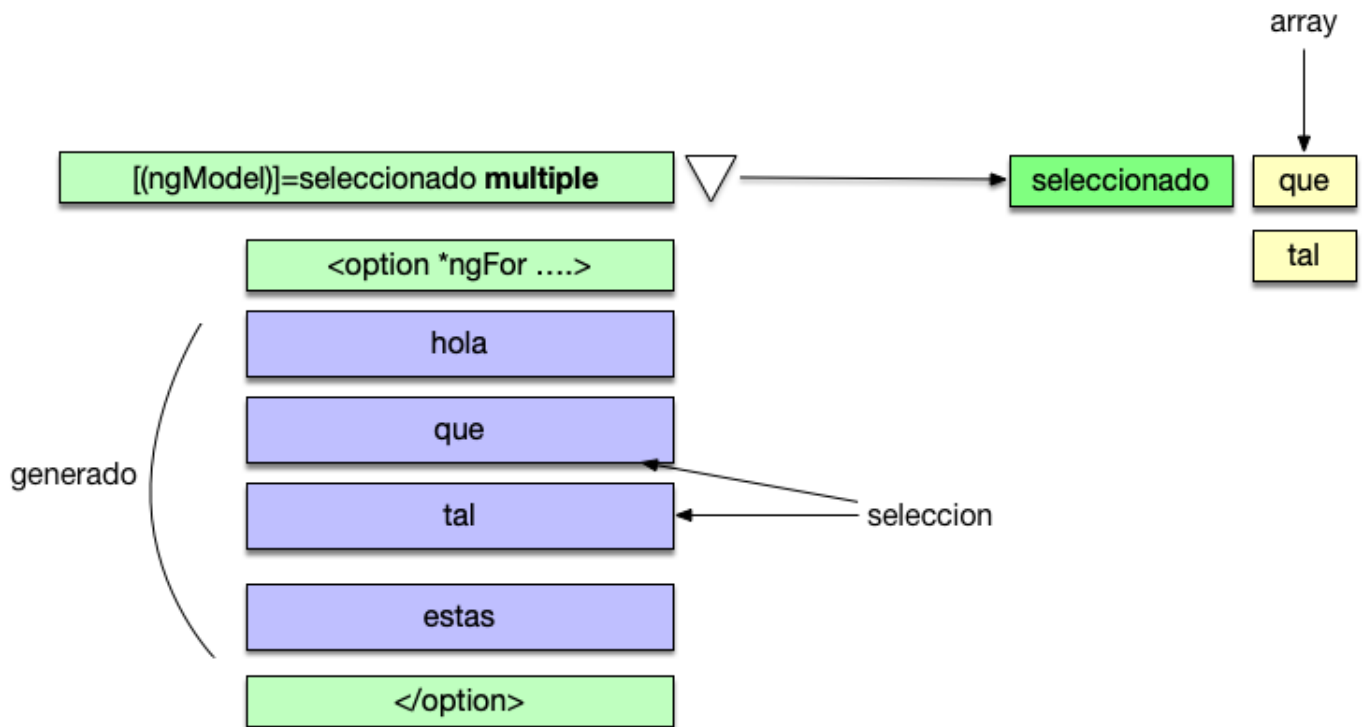 array
[(ngModel)]=seleccionado multiple
seleccionado
que
<option *ngFor ....>
tal
hola
que
generado
tal
seleccion
estas
</option>